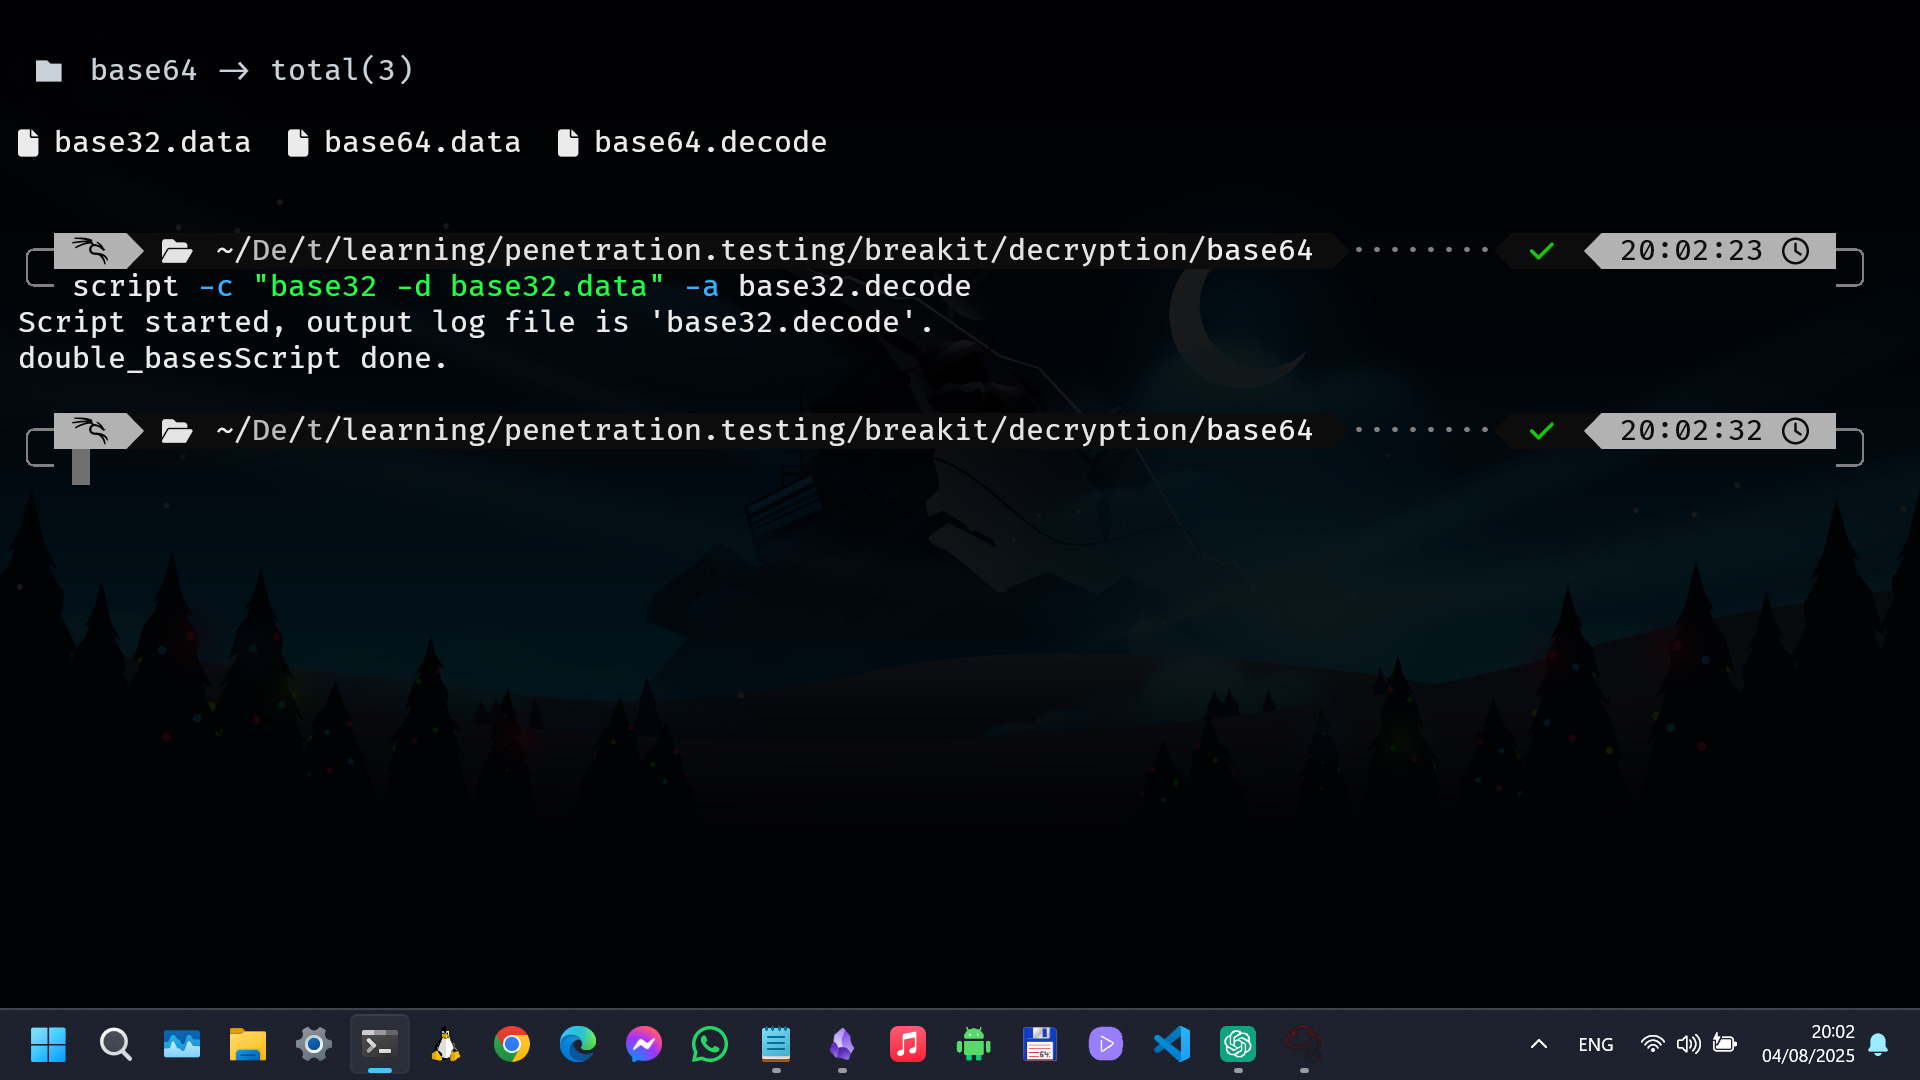 base64 → total(3)
base32.data base64.data base64.decode
~/De/t/learning/penetration.testing/breakit/decryption/base64 ········ ✓ 20:02:23
script -c "base32 -d base32.data" -a base32.decode
Script started, output log file is 'base32.decode'.
double_basesScript done.
~/De/t/learning/penetration.testing/breakit/decryption/base64 ········ ✓ 20:02:32
64
ENG
20:02
04/08/2025